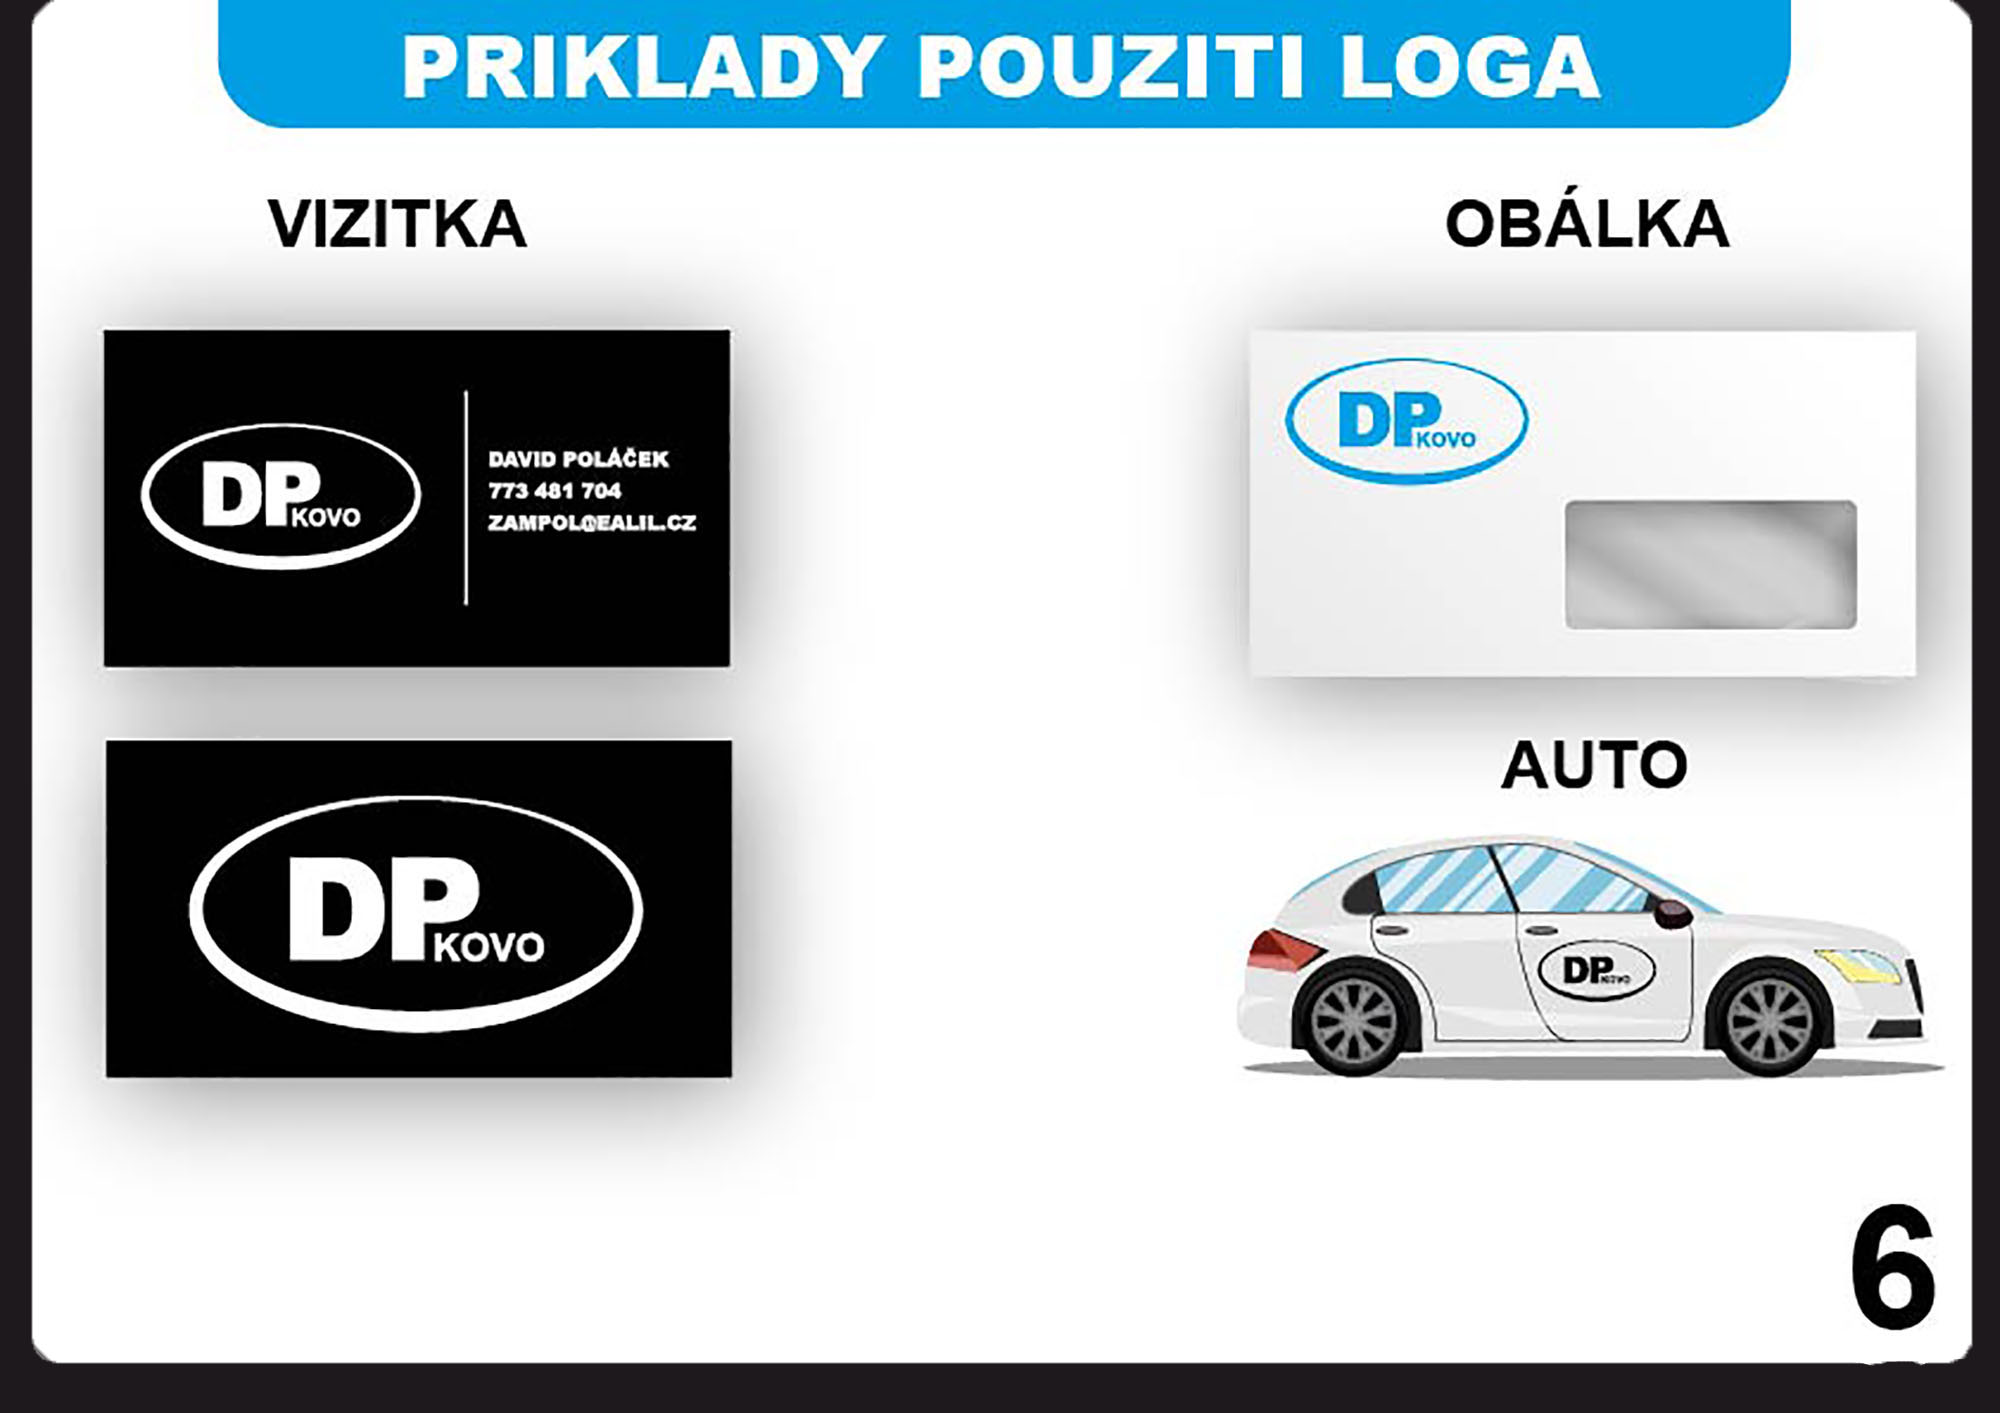 PRIKLADY POUZITI LOGA
VIZITKA
DP KOVO
DAVID POLÁČEK
773 481 704
ZAMPOL@EALIL.CZ
DP KOVO
OBÁLKA
DP KOVO
AUTO
DP KOVO
6